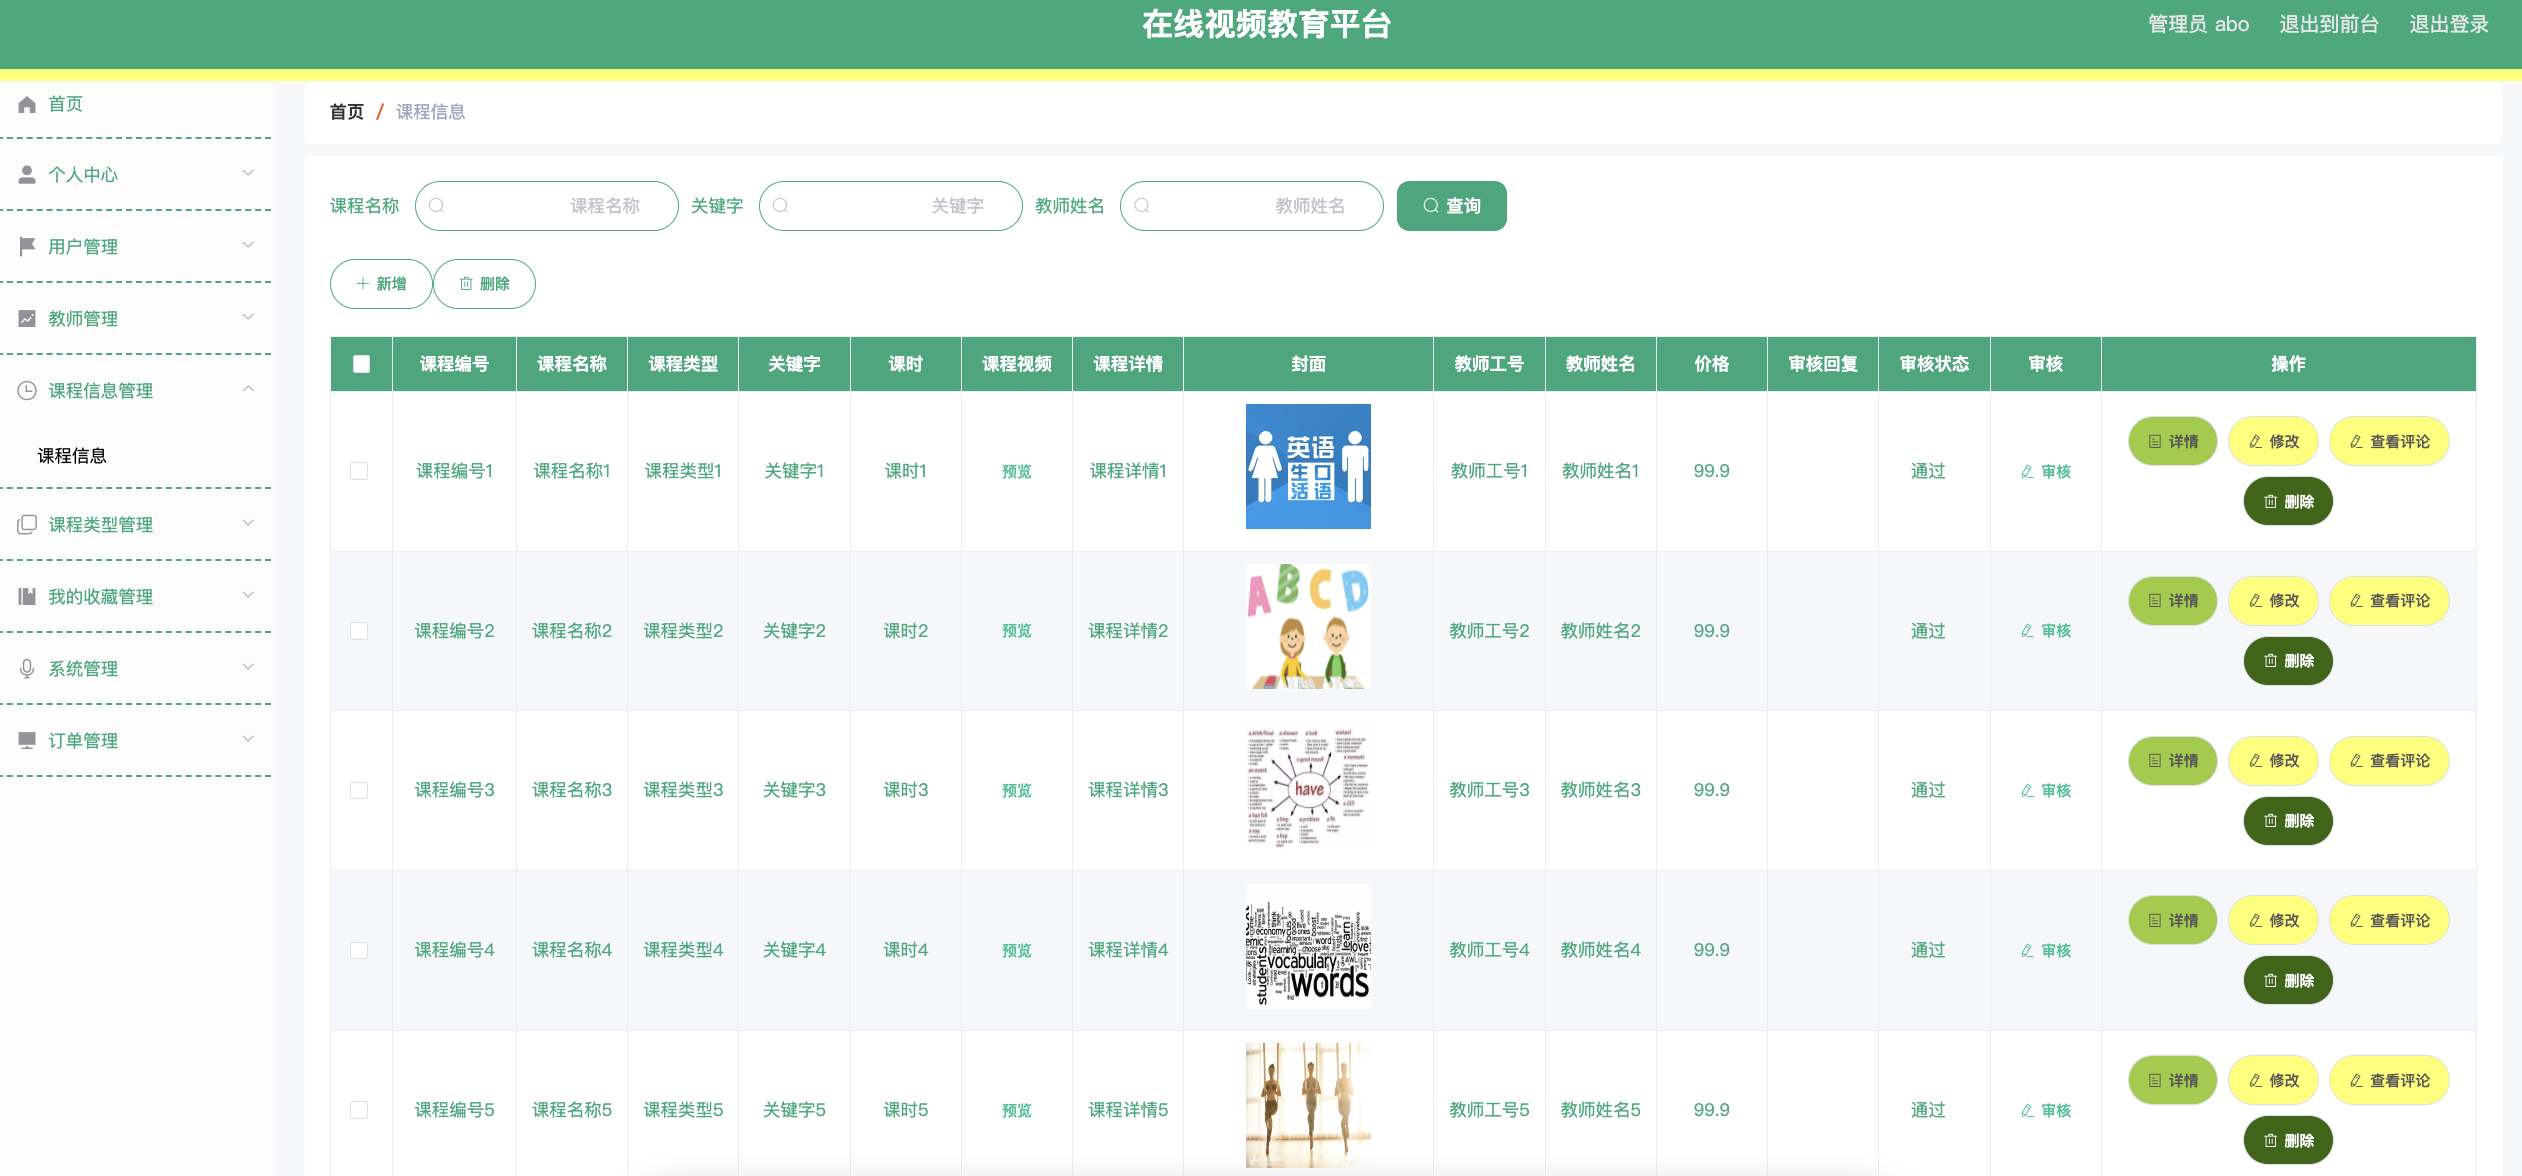 在线视频教育平台
管理员 abo 退出到前台 退出登录
首页
个人中心
用户管理
教师管理
课程信息管理
课程信息
课程类型管理
我的收藏管理
系统管理
订单管理
首页 / 课程信息
课程名称 课程名称 关键字 关键字 教师姓名 教师姓名 查询
新增 删除
课程编号 课程名称 课程类型 关键字 课时 课程视频 课程详情 封面 教师工号 教师姓名 价格 审核回复 审核状态 审核 操作
课程编号1 课程名称1 课程类型1 关键字1 课时1 预览 课程详情1 英语 生活口语 教师工号1 教师姓名1 99.9 通过 审核 详情 修改 查看评论 删除
课程编号2 课程名称2 课程类型2 关键字2 课时2 预览 课程详情2 ABCD 教师工号2 教师姓名2 99.9 通过 审核 详情 修改 查看评论 删除
课程编号3 课程名称3 课程类型3 关键字3 课时3 预览 课程详情3 have 教师工号3 教师姓名3 99.9 通过 审核 详情 修改 查看评论 删除
课程编号4 课程名称4 课程类型4 关键字4 课时4 预览 课程详情4 students vocabulary words learning economy learn love 教师工号4 教师姓名4 99.9 通过 审核 详情 修改 查看评论 删除
课程编号5 课程名称5 课程类型5 关键字5 课时5 预览 课程详情5 教师工号5 教师姓名5 99.9 通过 审核 详情 修改 查看评论 删除